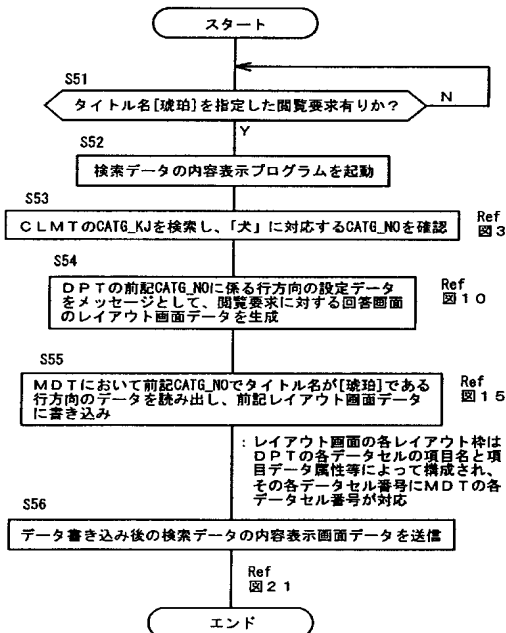 スタート
S51
タイトル名[琥珀]を指定した閲覧要求有りか?
N
Y
S52
検索データの内容表示プログラムを起動
S53
CLMTのCATG_KJを検索し、「犬」に対応するCATG_NOを確認
Ref
図3
S54
DPTの前記CATG_NOに係る行方向の設定データ
をメッセージとして、閲覧要求に対する回答画面
のレイアウト画面データを生成
Ref
図10
S55
MDTにおいて前記CATG_NOでタイトル名が[琥珀]である
行方向のデータを読み出し、前記レイアウト画面データ
に書き込み
Ref
図15
:レイアウト画面の各レイアウト枠は
DPTの各データセルの項目名と項
目データ属性等によって構成され、
その各データセル番号にMDTの各
データセル番号が対応
S56
データ書き込み後の検索データの内容表示画面データを送信
Ref
図21
エンド